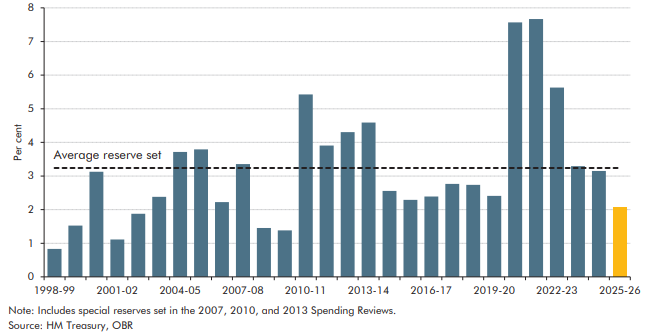 8
7
6
5
4
3
2
1
0
Per cent
Average reserve set
1998-99 2001-02 2004-05 2007-08 2010-11 2013-14 2016-17 2019-20 2022-23 2025-26
Note: Includes special reserves set in the 2007, 2010, and 2013 Spending Reviews.
Source: HM Treasury, OBR